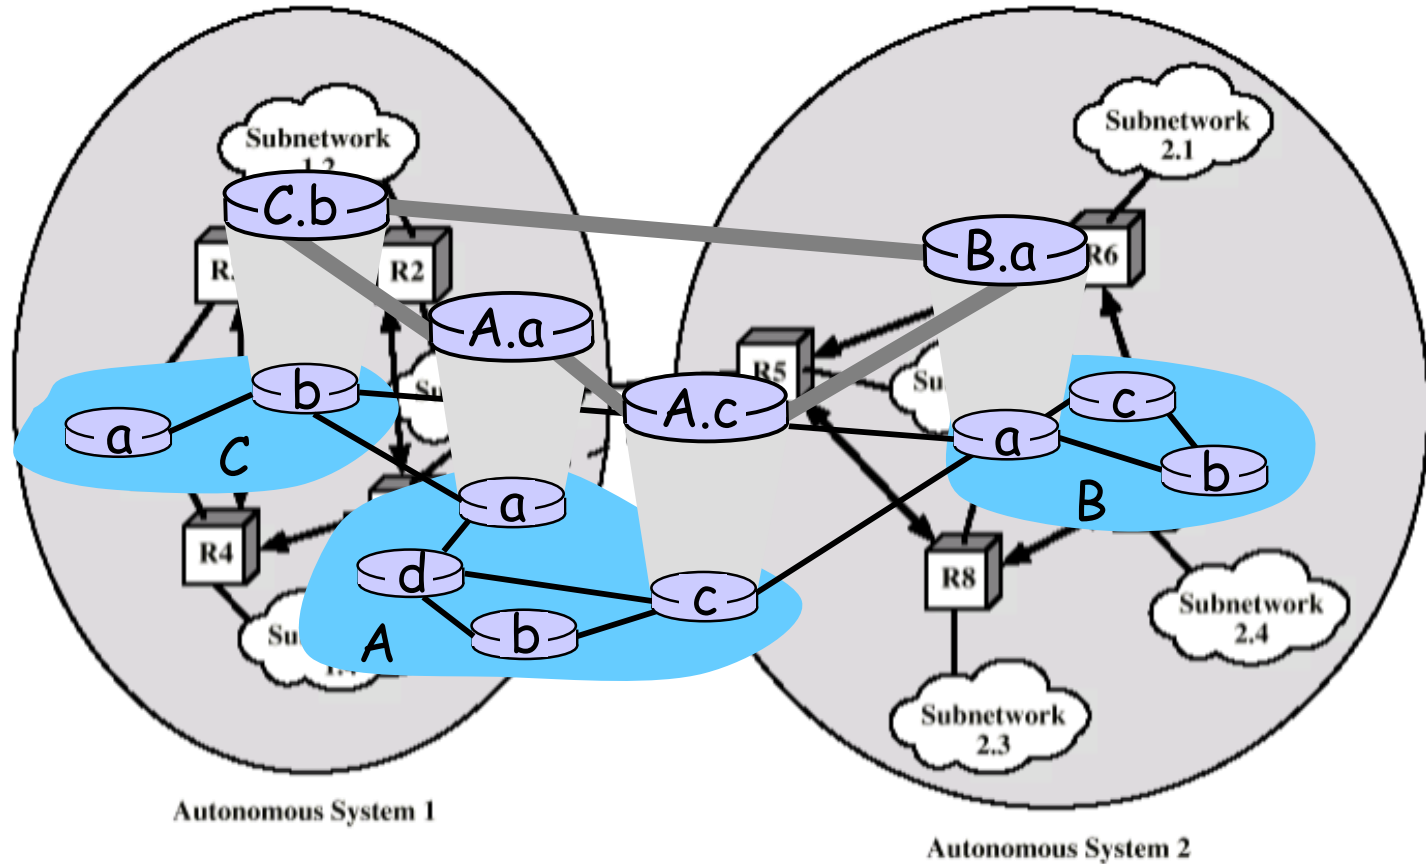 Subnetwork
2.1
Subnetwork
C.b
B.a
R6
R2
A.a
R5
A.c
b
a
C
c
a
b
B
a
d
c
b
A
R4
R8
Subnetwork
2.4
Subnetwork
2.3
Autonomous System 1
Autonomous System 2